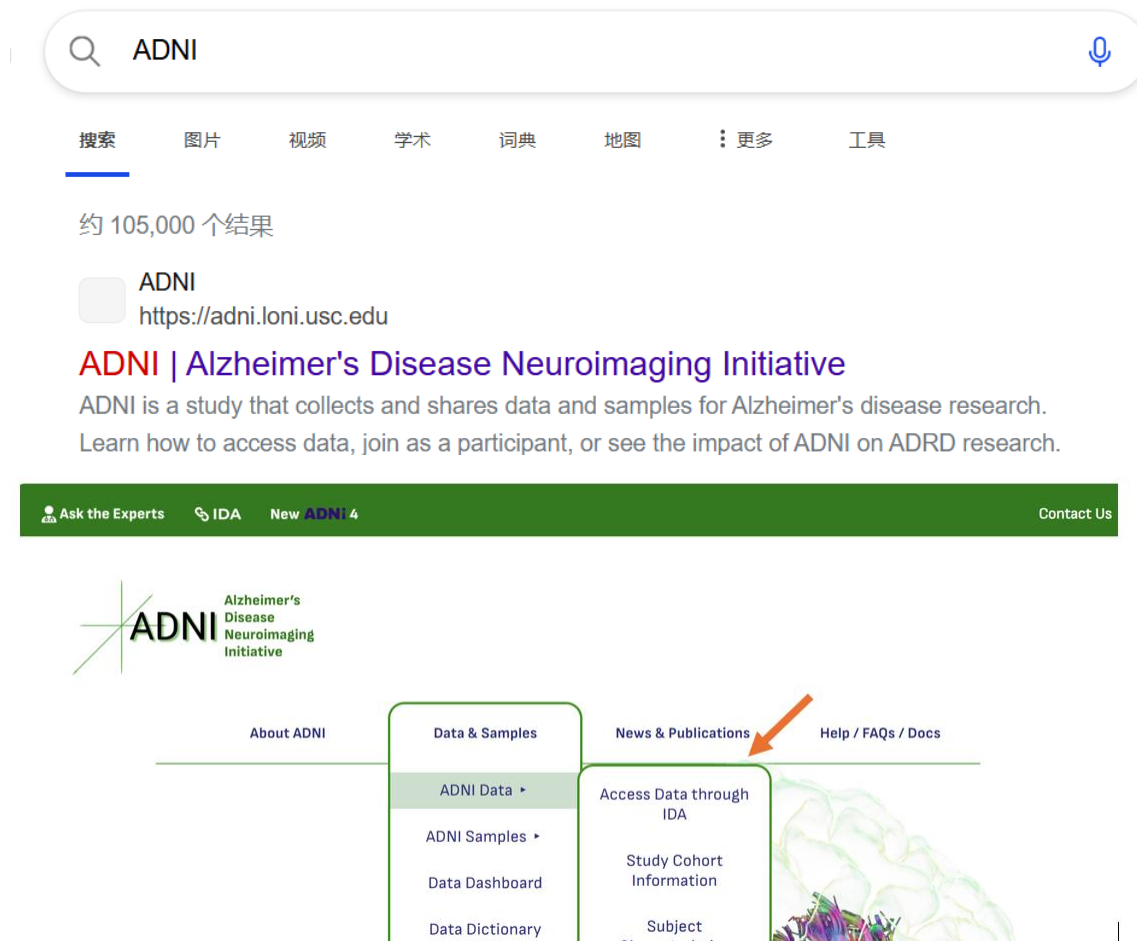 ADNI
搜索 图片 视频 学术 词典 地图 更多 工具
约 105,000 个结果
ADNI
https://adni.loni.usc.edu
ADNI | Alzheimer's Disease Neuroimaging Initiative
ADNI is a study that collects and shares data and samples for Alzheimer's disease research.
Learn how to access data, join as a participant, or see the impact of ADNI on ADRD research.
Ask the Experts IDA New ADNi 4 Contact Us
ADNI
Alzheimer's
Disease
Neuroimaging
Initiative
About ADNI Data & Samples News & Publications Help / FAQs / Docs
ADNI Data
ADNI Samples
Data Dashboard
Data Dictionary
Access Data through
IDA
Study Cohort
Information
Subject